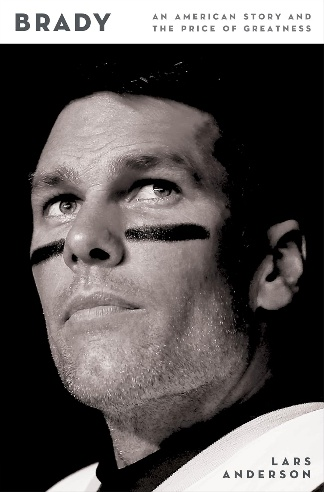 BRADY
AN AMERICAN STORY AND
THE PRICE OF GREATNESS
LARS
ANDERSON